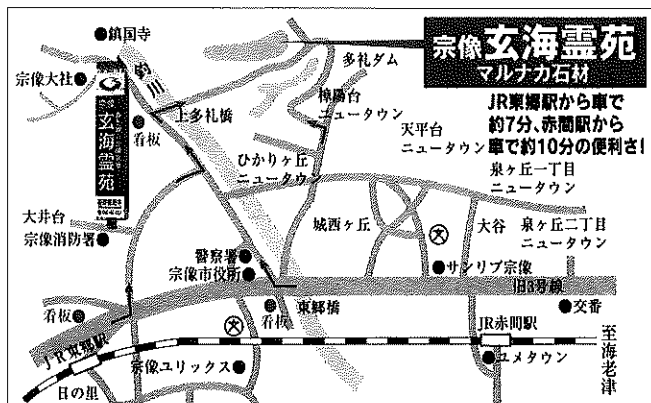 鎮国寺
宗像大社
玄海霊苑
釣川
多礼ダム
宗像 玄海霊苑
マルナカ石材
JR東郷駅から車で
約7分、赤間駅から
車で約10分の便利さ!
上多礼橋
看板
樟陽台
ニュータウン
天平台
ニュータウン
ひかりヶ丘
ニュータウン
泉ヶ丘一丁目
ニュータウン
大井台
宗像消防署
城西ヶ丘
文
大谷
泉ヶ丘二丁目
ニュータウン
警察署
宗像市役所
サンリブ宗像
旧3号線
看板
東郷橋
看板
交番
文
JR東郷駅
JR赤間駅
宗像ユリックス
ユメタウン
日の里
至海老津